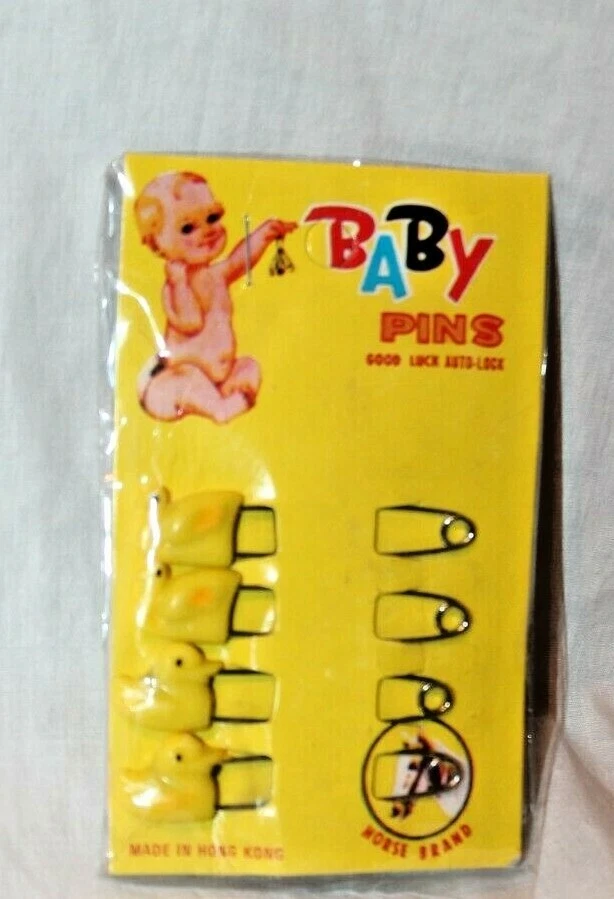 BABY
PINS
GOOD LUCK AUTO-LOCK
MADE IN HONG KONG
HORSE BRAND